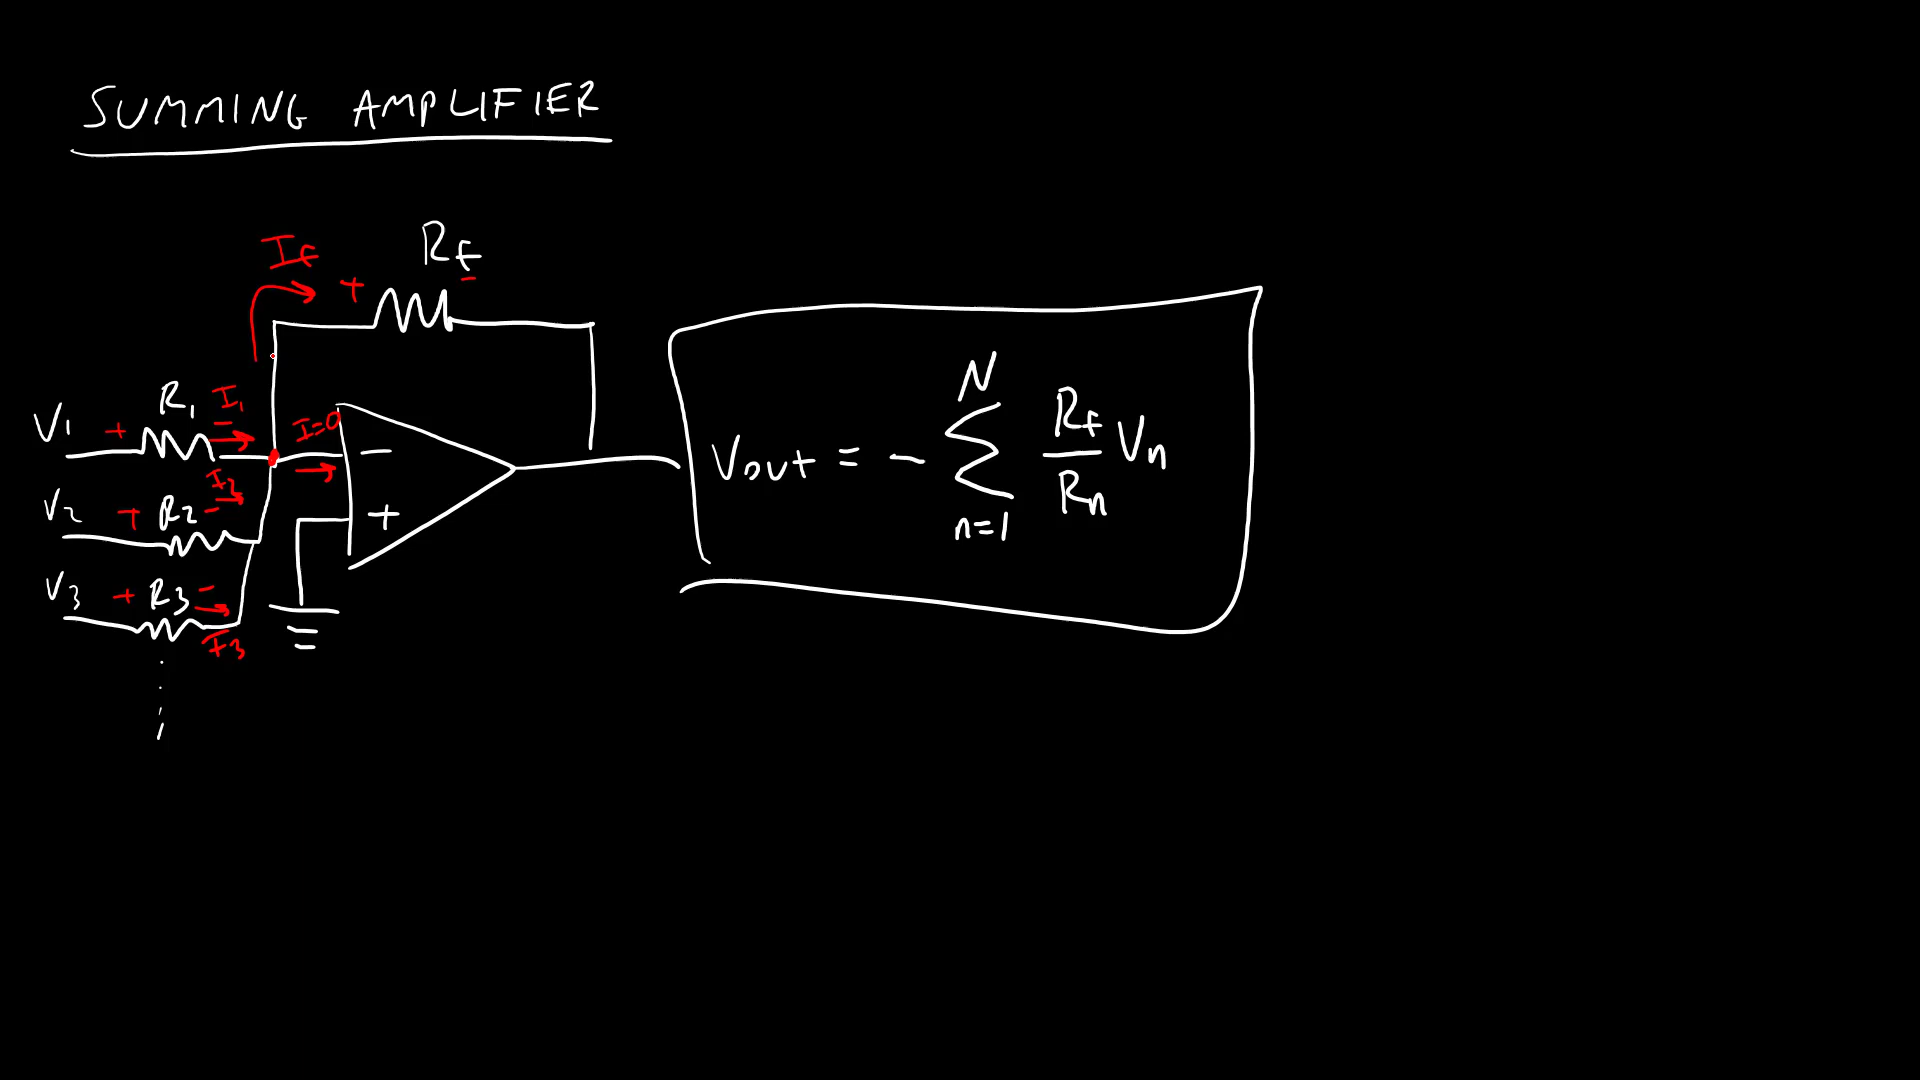 SUMMING AMPLIFIER
If + RF -
V1 + R1 - I1
I=0
-
V2 + R2 - I2
+
V3 + R3 - I3
Vout = - N Σ n=1 Rf/Rn Vn